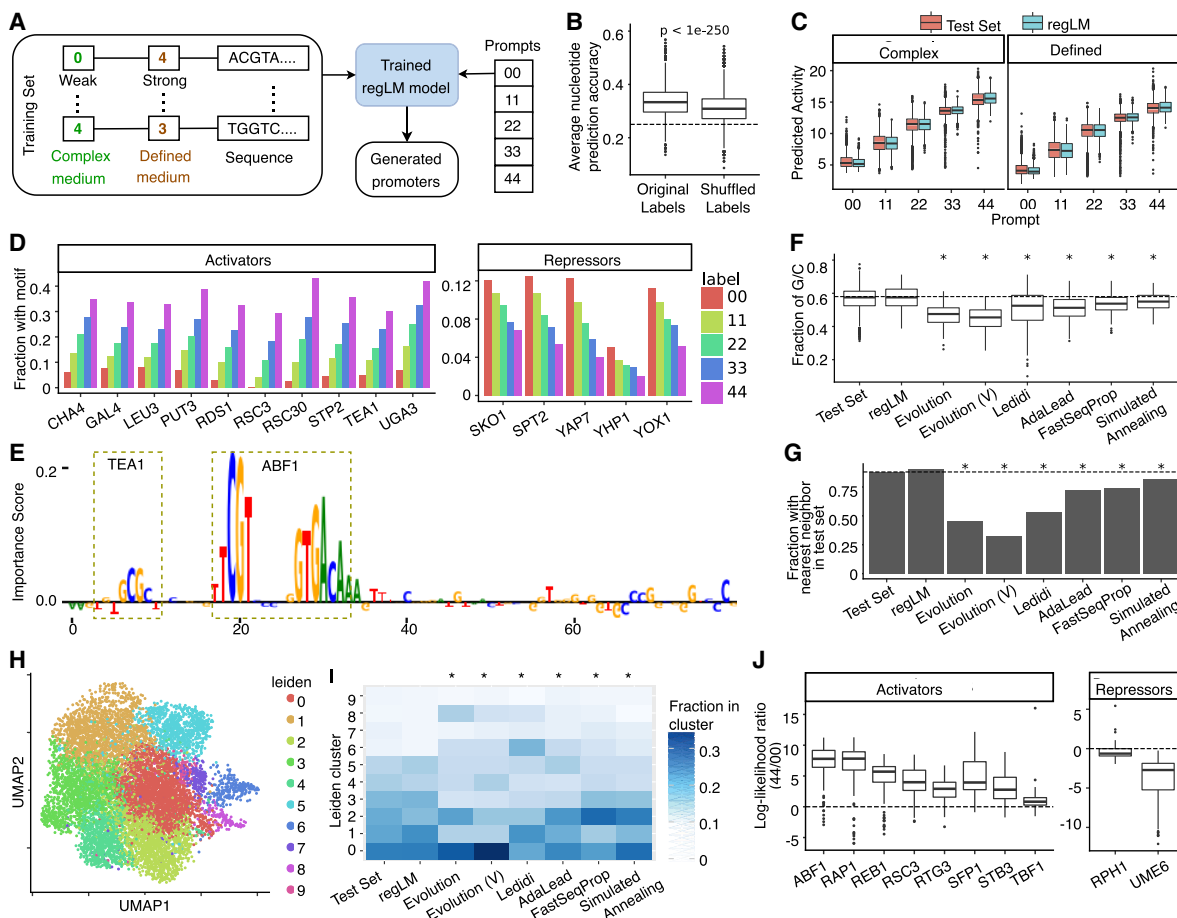 A
Training Set
0
4
ACGTA....
Weak
Strong
4
3
TGGTC....
Complex medium
Defined medium
Sequence
Trained regLM model
Generated promoters
Prompts
00
11
22
33
44
B
p < 1e-250
Average nucleotide prediction accuracy
0.6
0.4
0.2
Original Labels
Shuffled Labels
C
Test Set
regLM
Complex
Defined
Predicted Activity
20
15
10
5
00 11 22 33 44
00 11 22 33 44
Prompt
D
Activators
Repressors
Fraction with motif
0.4
0.3
0.2
0.1
0
CHA4 GAL4 LEU3 PUT3 RDS1 RSC3 RSC30 STP2 TEA1 UGA3
0.12
0.08
0.04
0
SKO1 SPT2 YAP7 YHP1 YOX1
label
00
11
22
33
44
E
Importance Score
0.2
0.0
TEA1
ABF1
0 20 40 60
F
Fraction of G/C
0.8
0.6
0.4
0.2
* * * * * *
Test Set regLM Evolution Evolution (V) Ledidi AdaLead FastSeqProp Simulated Annealing
G
Fraction with nearest neighbor in test set
0.75
0.50
0.25
0
* * * * * *
Test Set regLM Evolution Evolution (V) Ledidi AdaLead FastSeqProp Simulated Annealing
H
UMAP2
UMAP1
leiden
0
1
2
3
4
5
6
7
8
9
I
* * * * * *
Leiden cluster
9
8
7
6
5
4
3
2
1
0
Test Set regLM Evolution Evolution (V) Ledidi AdaLead FastSeqProp Simulated Annealing
Fraction in cluster
0.3
0.2
0.1
0
J
Activators
Repressors
Log-likelihood ratio (44/00)
15
10
5
0
-5
ABF1 RAP1 REB1 RSC3 RTG3 SFP1 STB3 TBF1
5
0
-5
-10
RPH1 UME6